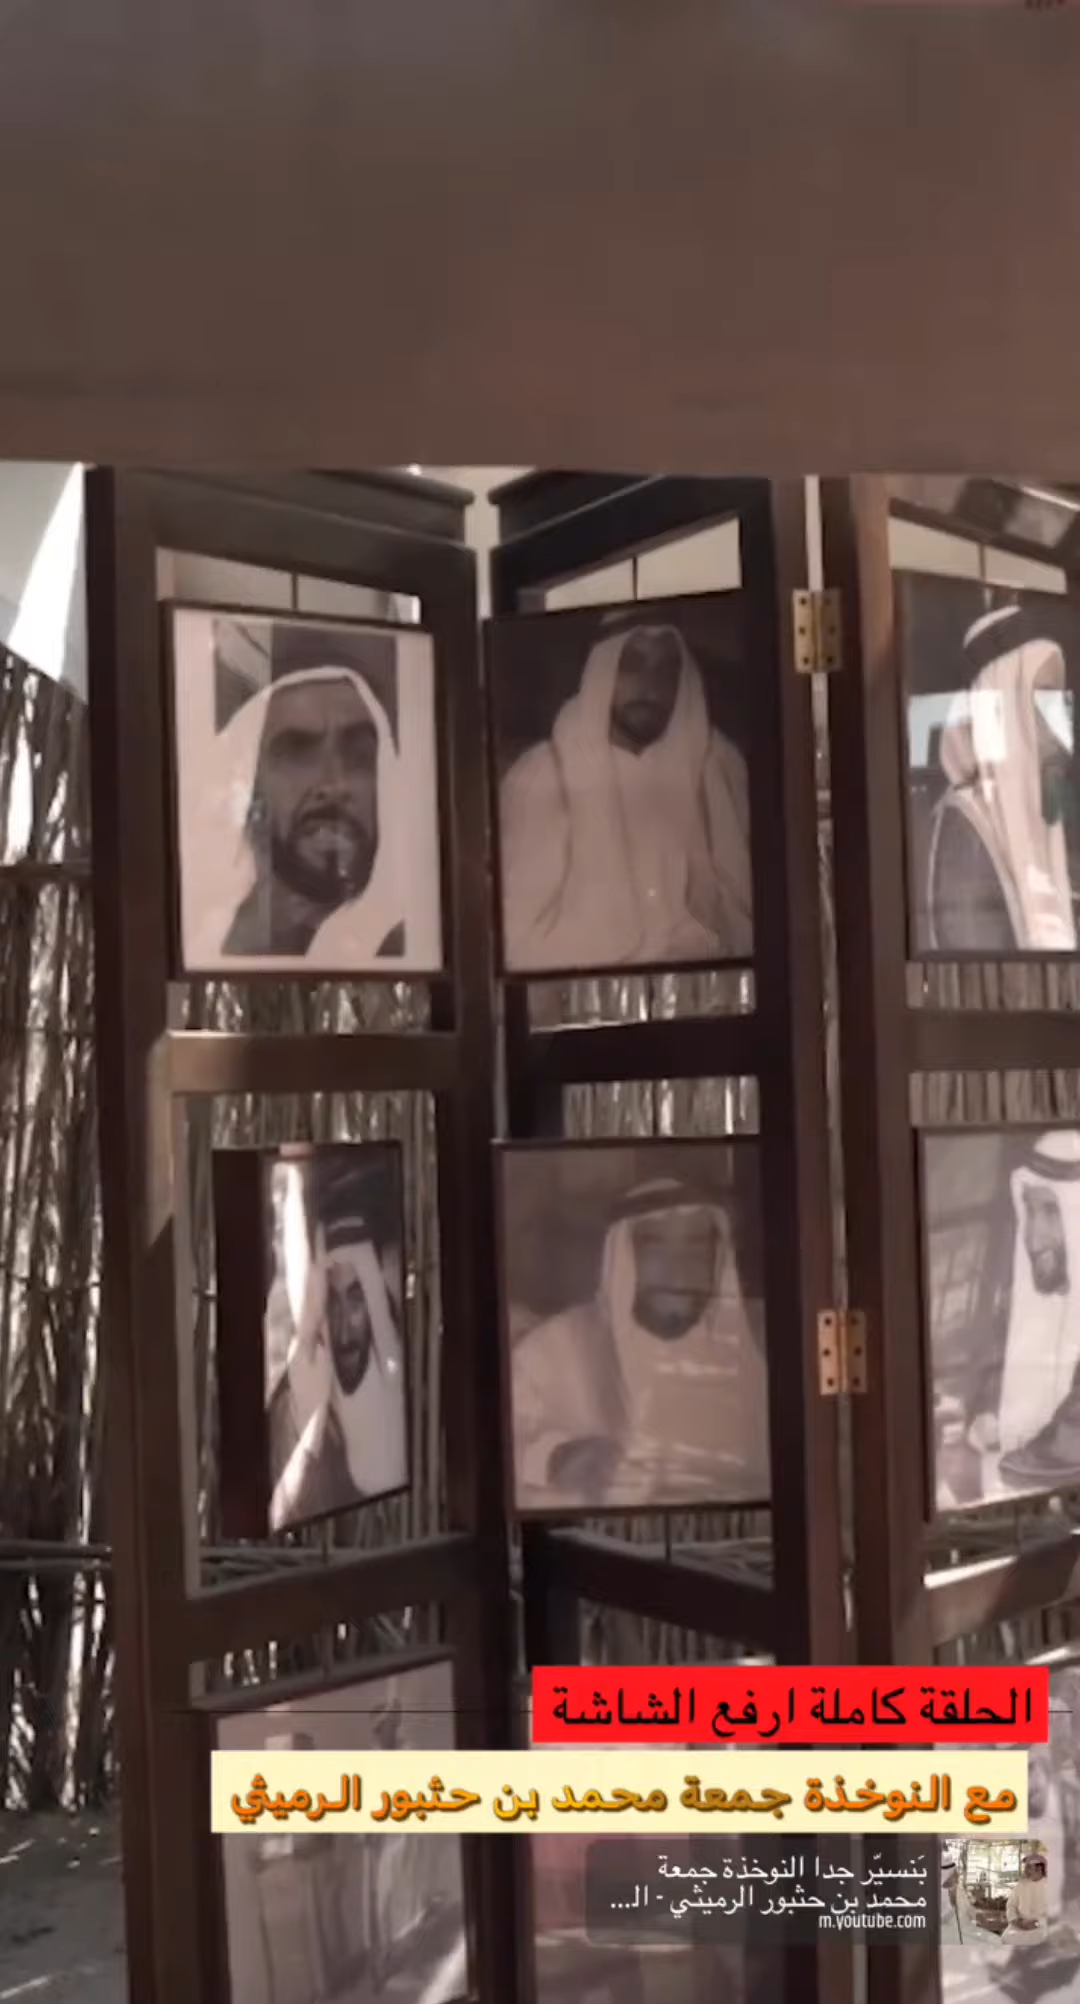 الحلقة كاملة ارفع الشاشة
مع النوخذة جمعة محمد بن حثبور الرميثي
بَنسيّر جدا النوخذة جمعة
محمد بن حثبور الرميثي - الـ...
m.youtube.com